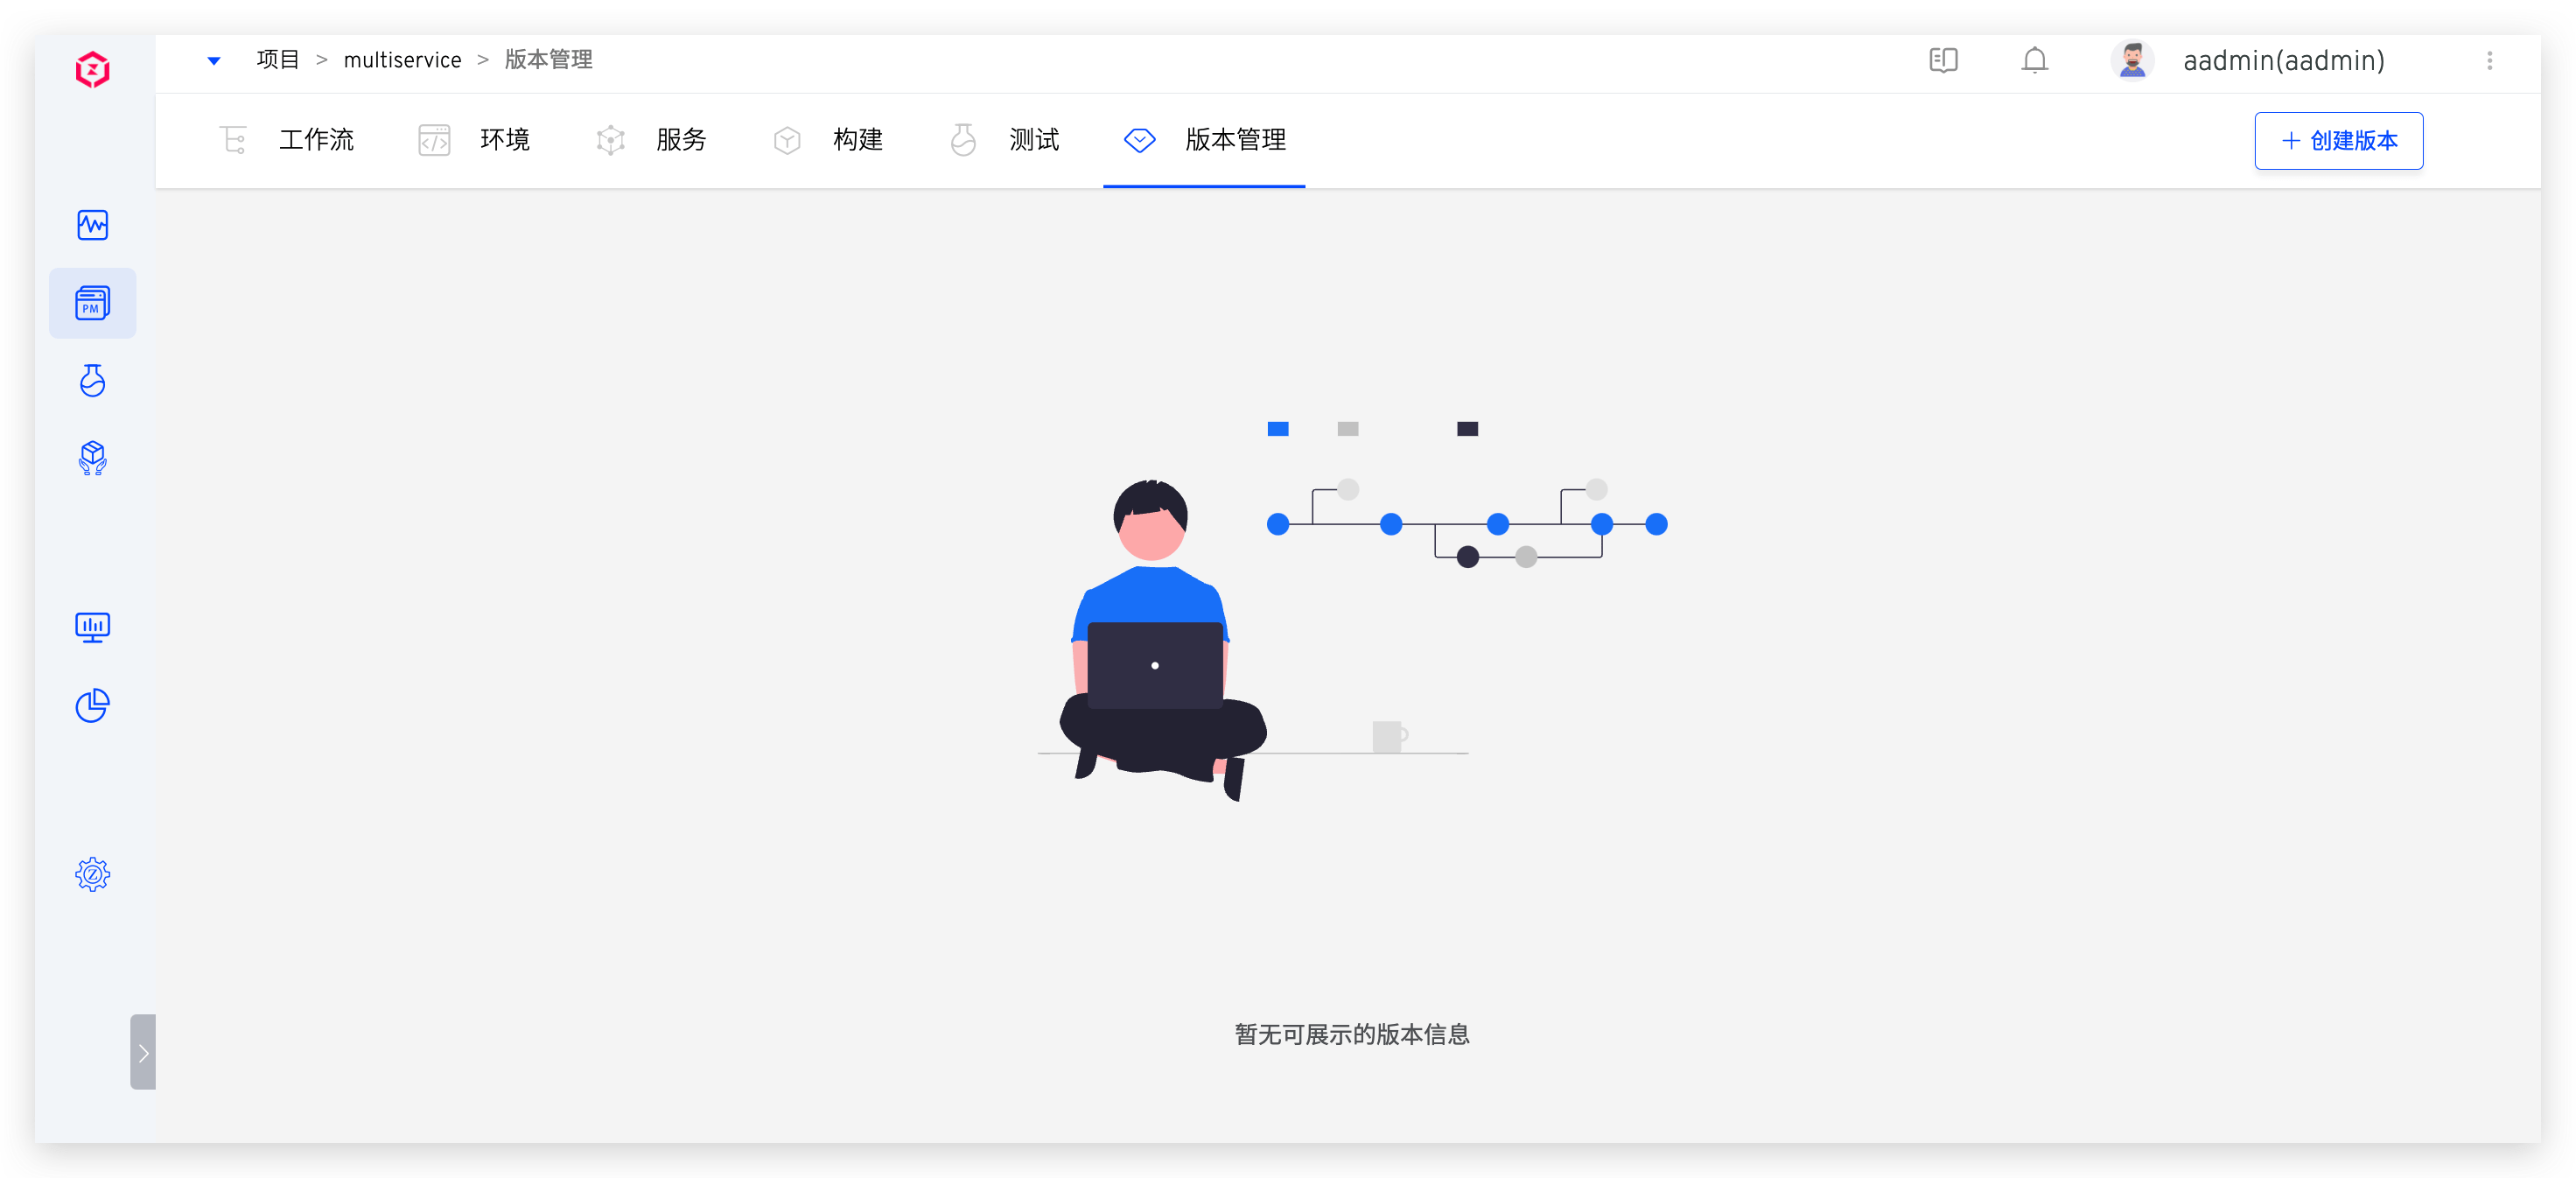 项目 > multiservice > 版本管理
aadmin(aadmin)
工作流 环境 服务 构建 测试 版本管理
创建版本
PM
Z
暂无可展示的版本信息